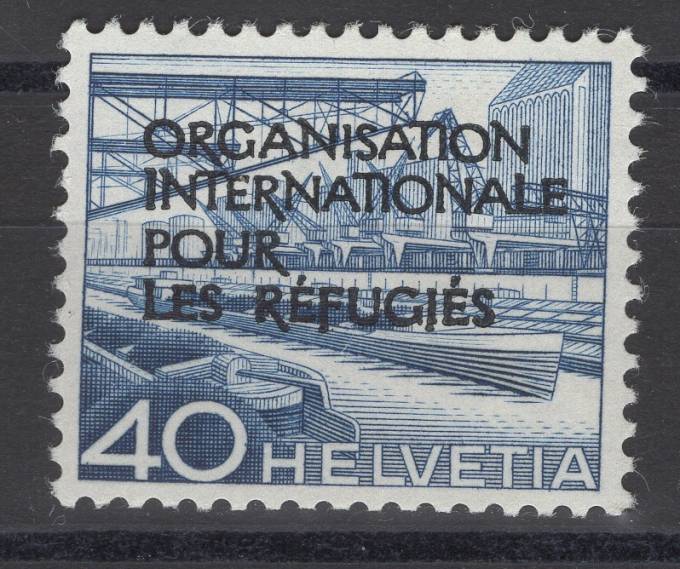 ORGANISATION
INTERNATIONALE
POUR
LES RÉFUGIÉS
40 HELVETIA